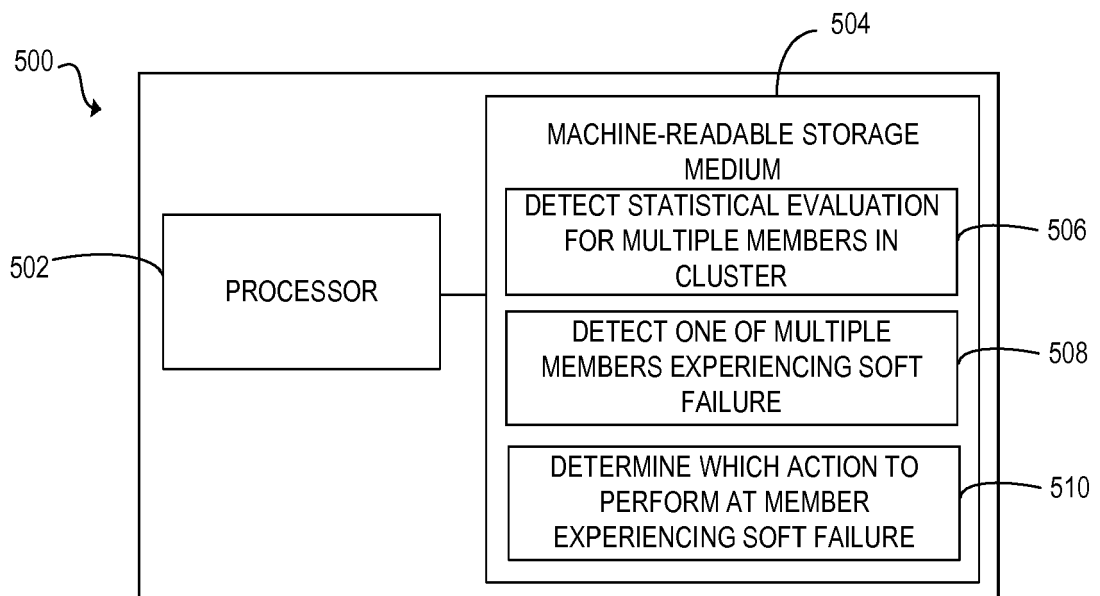 504
500
MACHINE-READABLE STORAGE
MEDIUM
DETECT STATISTICAL EVALUATION
FOR MULTIPLE MEMBERS IN
CLUSTER
506
502
PROCESSOR
DETECT ONE OF MULTIPLE
MEMBERS EXPERIENCING SOFT
FAILURE
508
DETERMINE WHICH ACTION TO
PERFORM AT MEMBER
EXPERIENCING SOFT FAILURE
510